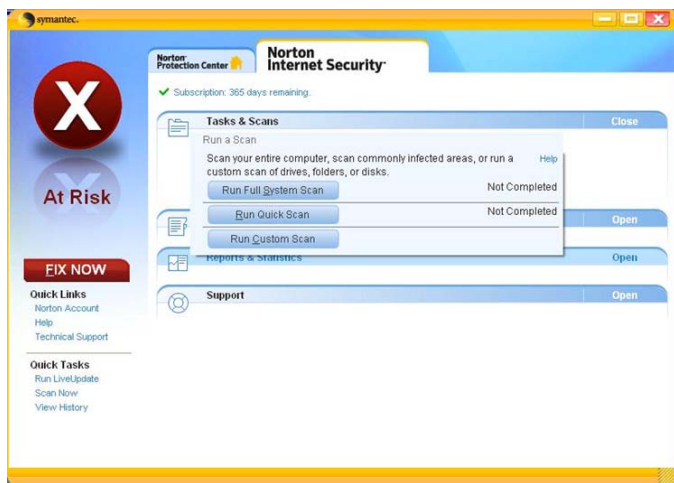 symantec.
Norton
Protection Center
Norton
Internet Security
Subscription: 365 days remaining.
X
At Risk
FIX NOW
Quick Links
Norton Account
Help
Technical Support
Quick Tasks
Run LiveUpdate
Scan Now
View History
Tasks & Scans Close
Run a Scan
Scan your entire computer, scan commonly infected areas, or run a Help
custom scan of drives, folders, or disks.
Run Full System Scan Not Completed
Run Quick Scan Not Completed
Run Custom Scan
Open
Reports & Statistics Open
Support Open